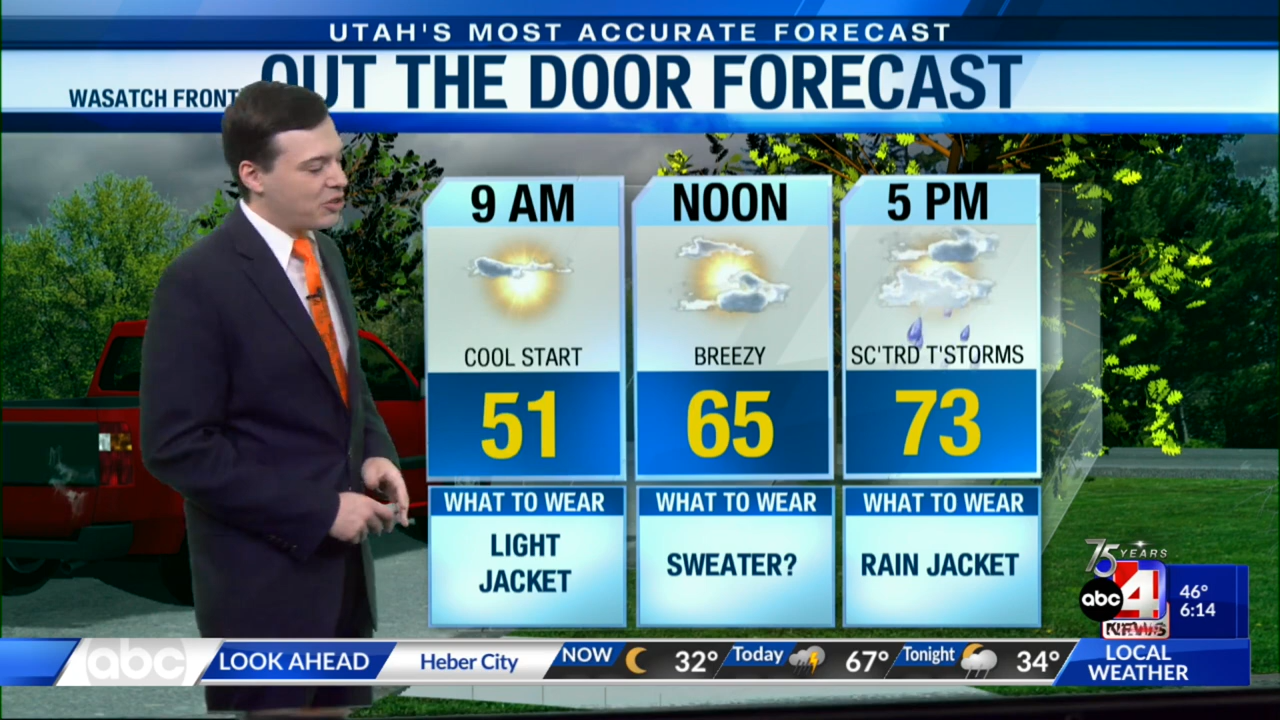 UTAH'S MOST ACCURATE FORECAST
OUT THE DOOR FORECAST
WASATCH FRONT
9 AM
COOL START
51
WHAT TO WEAR
LIGHT
JACKET
NOON
BREEZY
65
WHAT TO WEAR
SWEATER?
5 PM
SC'TRD T'STORMS
73
WHAT TO WEAR
RAIN JACKET
75 YEARS
abc 4
NEWS
46°
6:14
abc
LOOK AHEAD
Heber City
NOW 32°
Today 67°
Tonight 34°
LOCAL
WEATHER